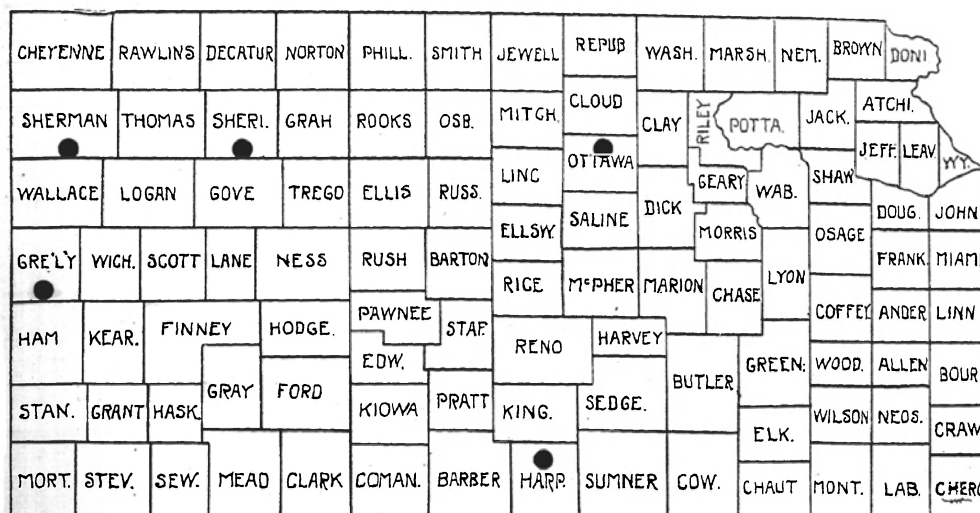 CHEYENNE RAWLINS DECATUR NORTON PHILL. SMITH JEWELL REPUB WASH. MARSH. NEM. BROWN DONI
SHERMAN THOMAS SHERI. GRAH ROOKS OSB. MITCH. CLOUD CLAY RILEY POTTA. JACK. ATCHI.
JEFF. LEAV. WY.
WALLACE LOGAN GOVE TREGO ELLIS RUSS. LINC OTTAWA DICK GEARY WAB. SHAW.
ELLSW. SALINE MORRIS OSAGE DOUG. JOHN
GRE'LY WICH. SCOTT LANE NESS RUSH BARTON RICE McPHER MARION CHASE LYON FRANK. MIAM
HAM KEAR. FINNEY HODGE. PAWNEE STAF. RENO HARVEY COFFEY ANDER LINN
EDW. BUTLER GREEN. WOOD. ALLEN BOUR
STAN. GRANT HASK. GRAY FORD KIOWA PRATT KING. SEDGE. ELK. WILSON NEOS. CRAW
MORT. STEV. SEW. MEAD CLARK COMAN. BARBER HARP. SUMNER COW. CHAUT MONT. LAB. CHERO